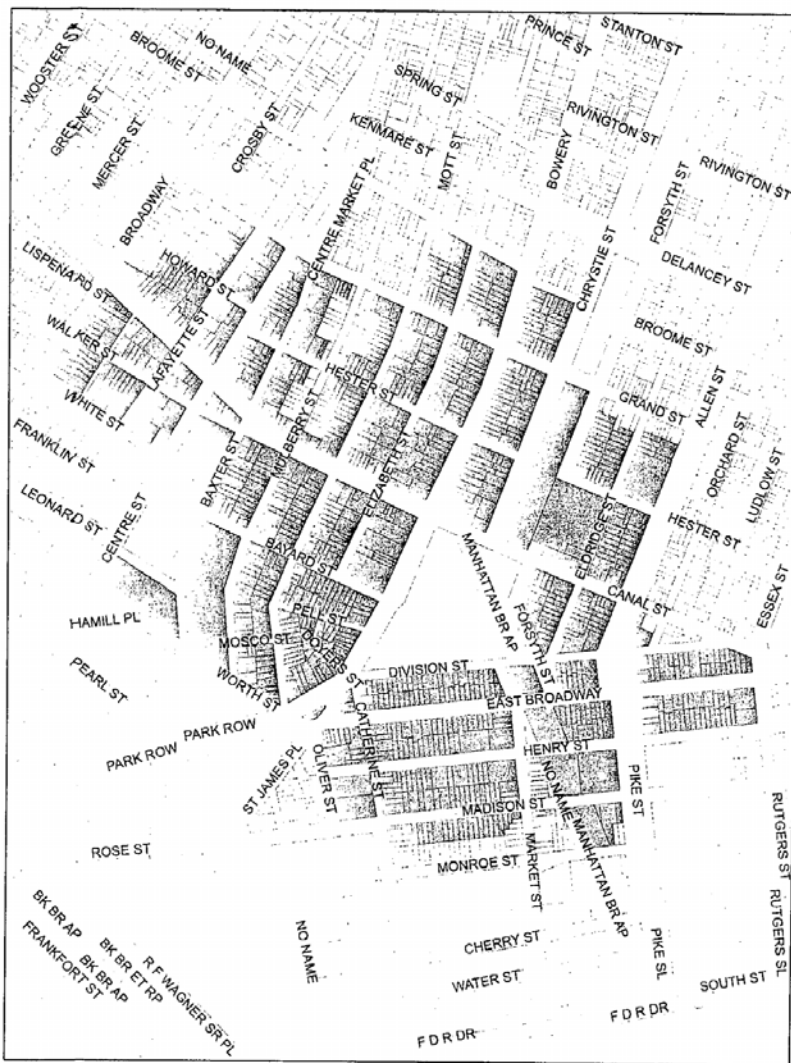 WOOSTER ST
BROOME ST
NO NAME
PRINCE ST
STANTON ST
SPRING ST
GREENE ST
MERCER ST
CROSBY ST
KENMARE ST
MOTT ST
BOWERY
RIVINGTON ST
RIVINGTON ST
BROADWAY
CENTRE MARKET PL
FORSYTH ST
CHRYSTIE ST
DELANCEY ST
HOWARD ST
LISPENARD ST
WALKER ST
LAFAYETTE ST
BROOME ST
HESTER ST
GRAND ST
ALLEN ST
WHITE ST
MULBERRY ST
ORCHARD ST
LUDLOW ST
FRANKLIN ST
BAXTER ST
ELIZABETH ST
LEONARD ST
CENTRE ST
ELDRIDGE ST
HESTER ST
BAYARD ST
MANHATTAN BR AP
CANAL ST
ESSEX ST
HAMILL PL
PELL ST
MOSCO ST
DOYERS ST
FORSYTH ST
PEARL ST
WORTH ST
DIVISION ST
EAST BROADWAY
PARK ROW
PARK ROW
CATHERINE ST
HENRY ST
ST JAMES PL
OLIVER ST
MADISON ST
NO NAME
MANHATTAN BR AP
PIKE ST
ROSE ST
MONROE ST
MARKET ST
RUTGERS ST
BK BR AP
FRANKFORT ST
BK BR ET RP
BK BR AP
R F WAGNER SR PL
NO NAME
CHERRY ST
WATER ST
PIKE SL
RUTGERS SL
SOUTH ST
F D R DR
F D R DR